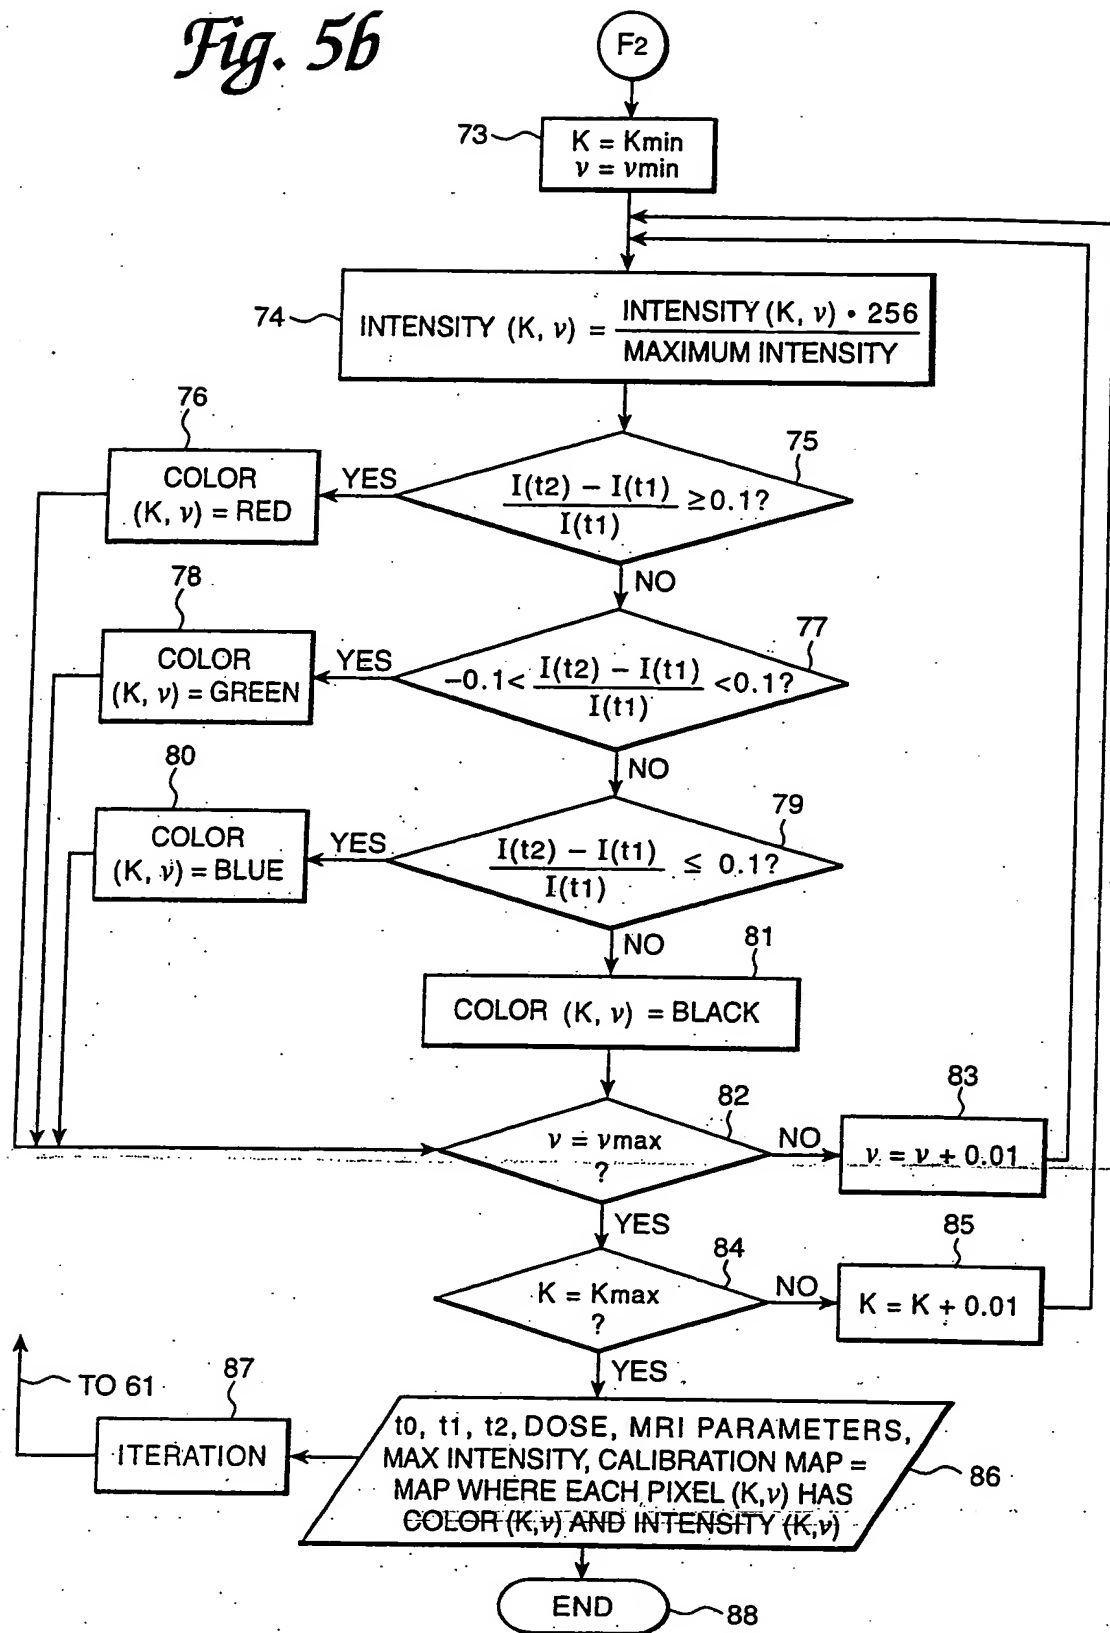 Fig. 5b
F2
73
K = Kmin
ν = νmin
74
INTENSITY (K, ν) = INTENSITY (K, ν) • 256
MAXIMUM INTENSITY
76
75
COLOR
(K, ν) = RED
YES
I(t2) – I(t1)
I(t1)
≥ 0.1?
NO
78
77
COLOR
(K, ν) = GREEN
YES
–0.1 < I(t2) – I(t1) < 0.1?
I(t1)
NO
80
79
COLOR
(K, ν) = BLUE
YES
I(t2) – I(t1)
I(t1)
≤ 0.1?
NO
81
COLOR (K, ν) = BLACK
82
83
ν = νmax
?
NO
ν = ν + 0.01
YES
84
85
K = Kmax
?
NO
K = K + 0.01
YES
TO 61
87
ITERATION
t0, t1, t2, DOSE, MRI PARAMETERS,
MAX INTENSITY, CALIBRATION MAP =
MAP WHERE EACH PIXEL (K,ν) HAS
COLOR (K,ν) AND INTENSITY (K,ν)
86
END
88